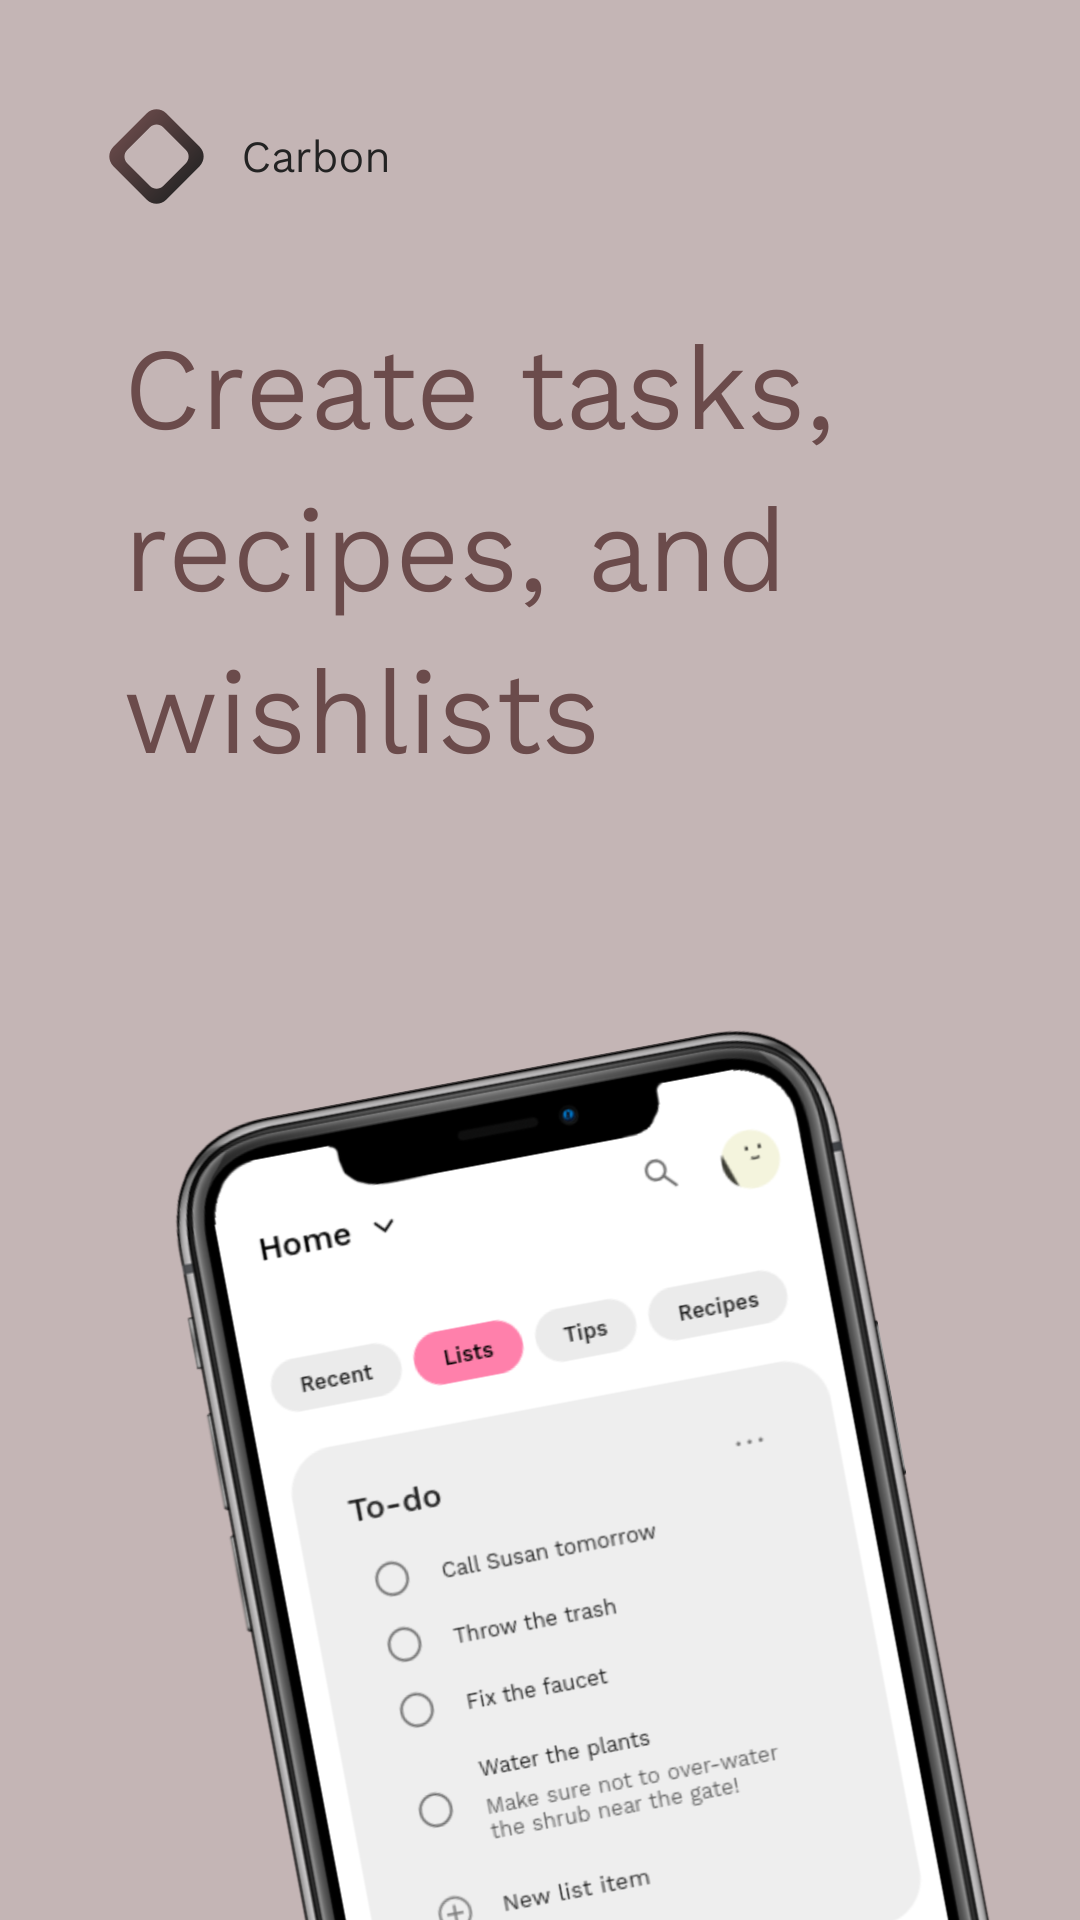 Carbon
Create tasks,
recipes, and
wishlists
Home
Recent
Lists
Tips
Recipes
To-do
Call Susan tomorrow
Throw the trash
Fix the faucet
Water the plants
Make sure not to over-water
the shrub near the gate!
New list item